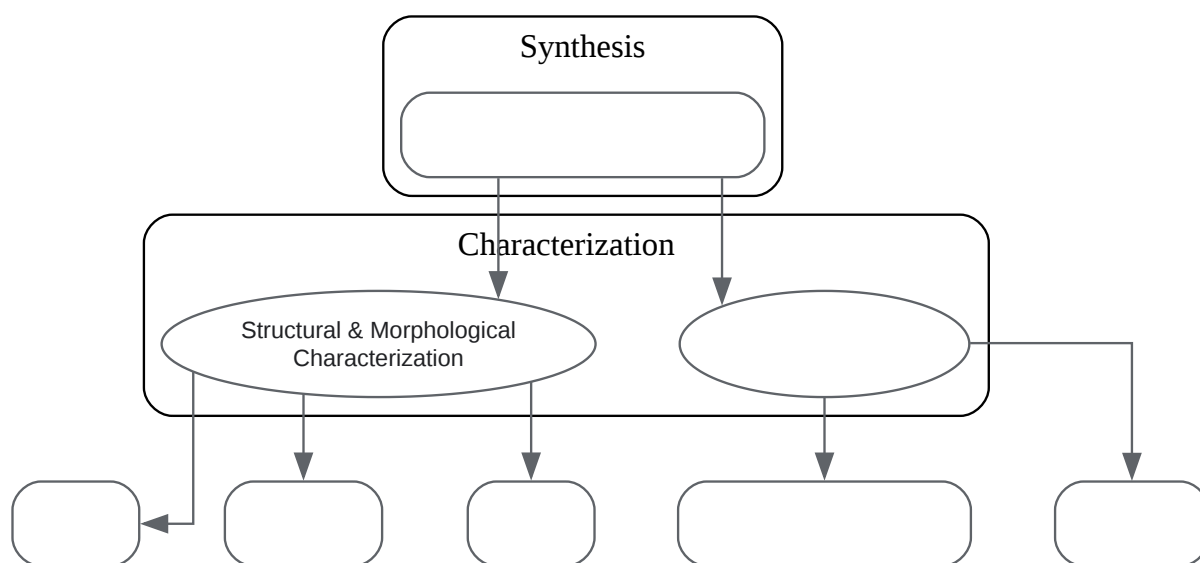 Synthesis
Characterization
Structural & Morphological
Characterization